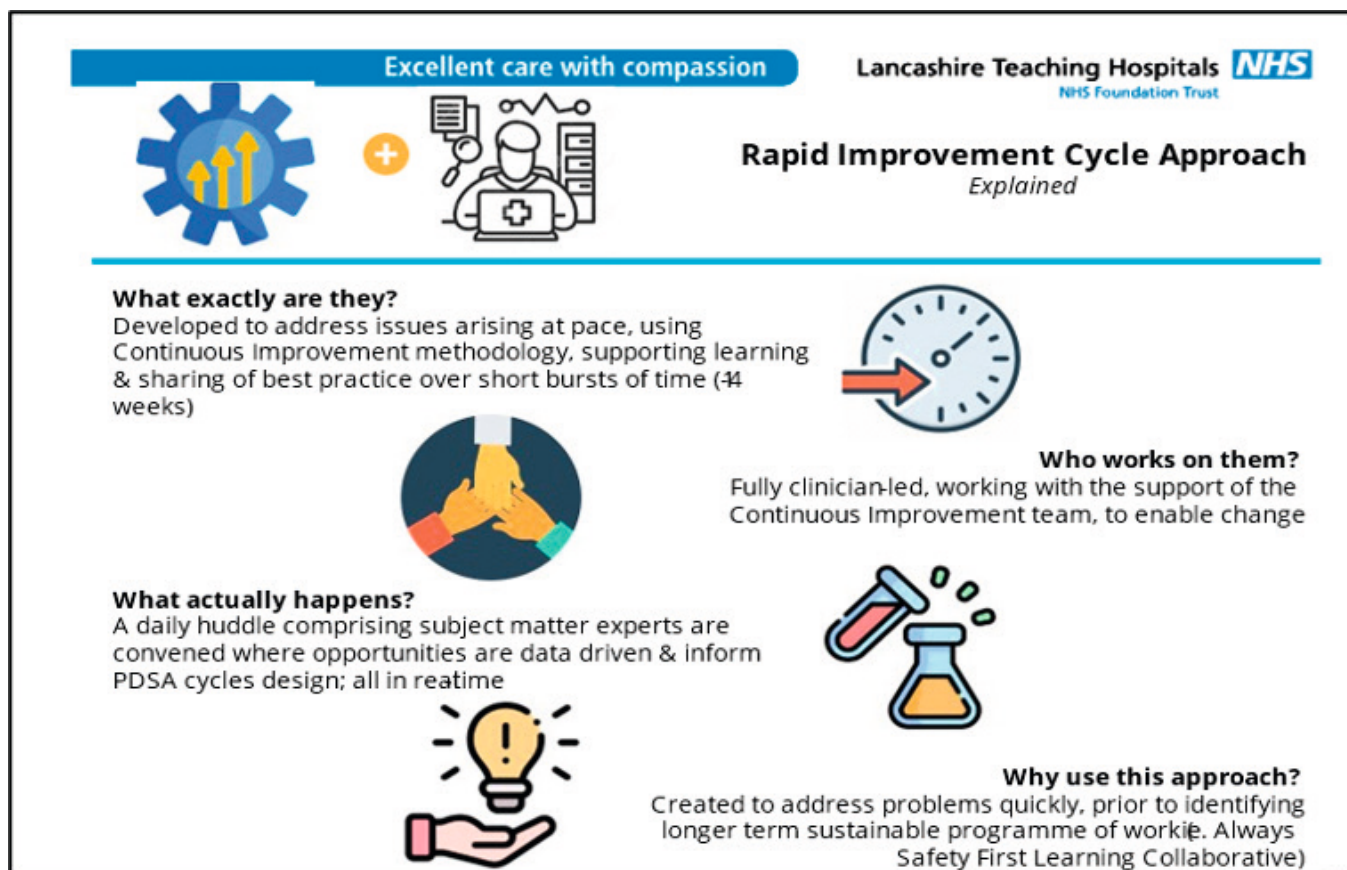 Excellent care with compassion
Lancashire Teaching Hospitals NHS
NHS Foundation Trust
Rapid Improvement Cycle Approach
Explained
What exactly are they?
Developed to address issues arising at pace, using
Continuous Improvement methodology, supporting learning
& sharing of best practice over short bursts of time (
weeks)
Who works on them?
Fully clinician-led, working with the support of the
Continuous Improvement team, to enable change
What actually happens?
A daily huddle comprising subject matter experts are
convened where opportunities are data driven & inform
PDSA cycles design; all in real-time
Why use this approach?
Created to address problems quickly, prior to identifying
longer term sustainable programme of work (ie. Always
Safety First Learning Collaborative)